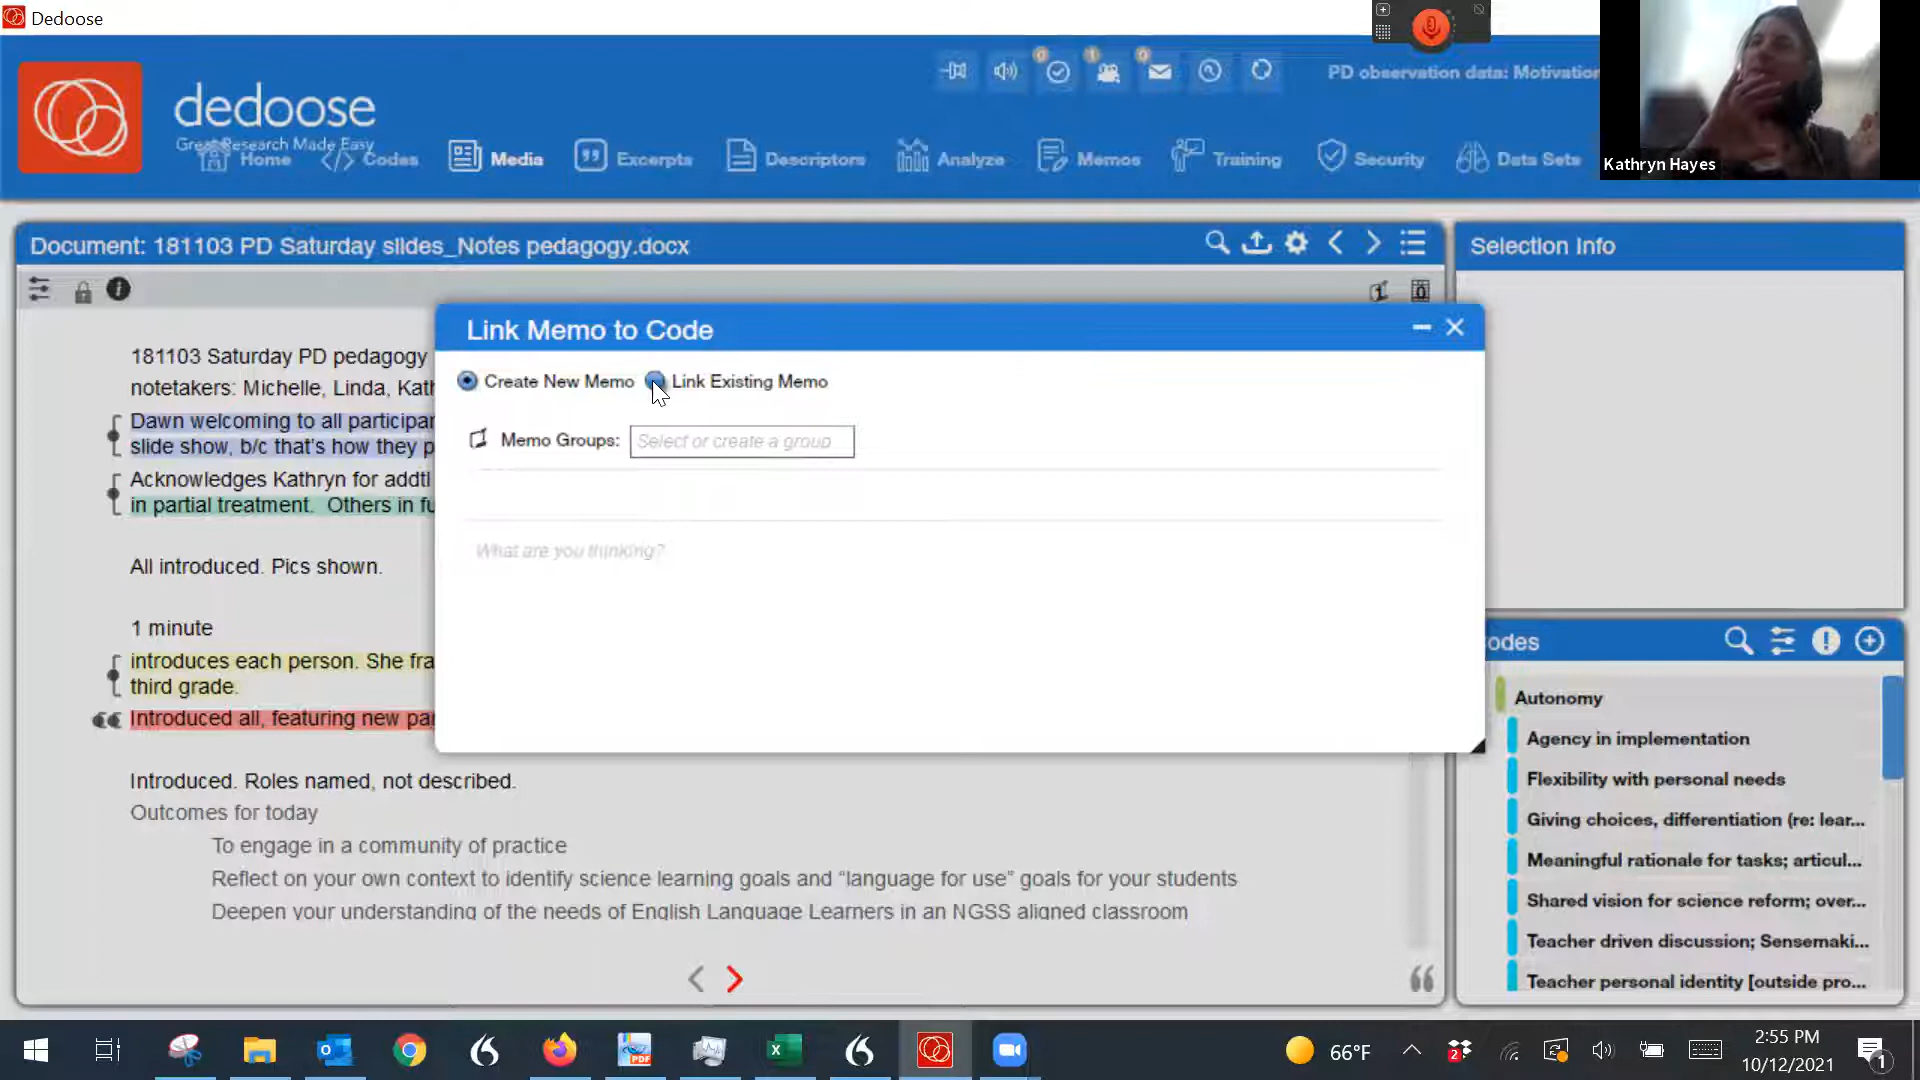 Dedoose
dedoose
Great Research Made Easy
0
1
0
PD observation data: Motivation
Home
Codes
Media
Excerpts
Descriptors
Analyze
Memos
Training
Security
Data Sets
Kathryn Hayes
Document: 181103 PD Saturday slides_Notes pedagogy.docx
Selection Info
1
0
181103 Saturday PD pedagogy
notetakers: Michelle, Linda, Kath
Dawn welcoming to all participan
slide show, b/c that's how they p
Acknowledges Kathryn for addti
in partial treatment.  Others in fu
All introduced. Pics shown.
1 minute
introduces each person. She fra
third grade.
Introduced all, featuring new par
Introduced. Roles named, not described.
Outcomes for today
To engage in a community of practice
Reflect on your own context to identify science learning goals and “language for use” goals for your students
Deepen your understanding of the needs of English Language Learners in an NGSS aligned classroom
Link Memo to Code
Create New Memo
Link Existing Memo
Memo Groups:
Select or create a group
What are you thinking?
odes
Autonomy
Agency in implementation
Flexibility with personal needs
Giving choices, differentiation (re: lear...
Meaningful rationale for tasks; articul...
Shared vision for science reform; over...
Teacher driven discussion; Sensemaki...
Teacher personal identity [outside pro...
PDF
2
66°F
2:55 PM
10/12/2021
1